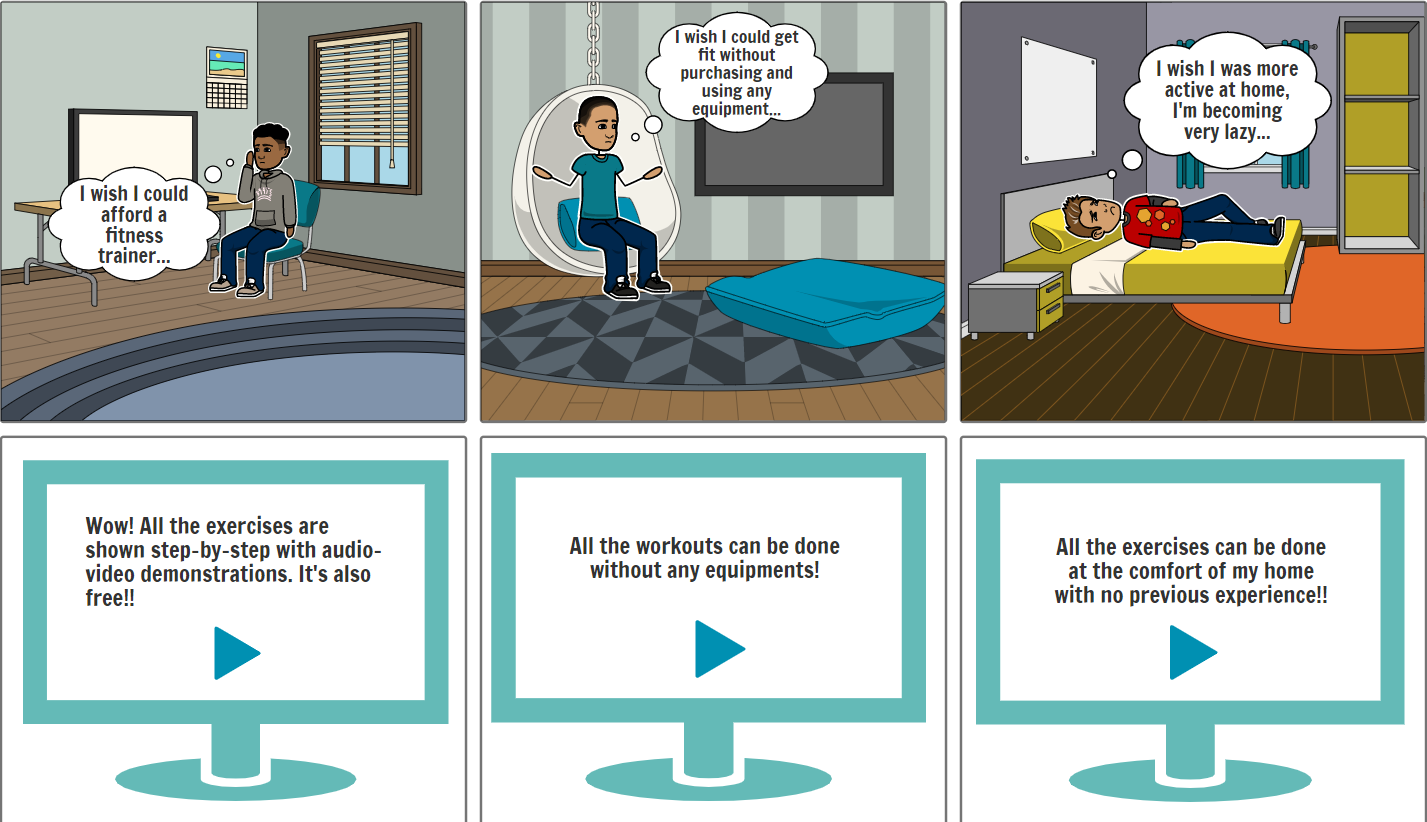 I wish I could
afford a
fitness
trainer...
I wish I could get
fit without
purchasing and
using any
equipment...
I wish I was more
active at home,
I'm becoming
very lazy...
Wow! All the exercises are
shown step-by-step with audio-
video demonstrations. It's also
free!!
All the workouts can be done
without any equipments!
All the exercises can be done
at the comfort of my home
with no previous experience!!